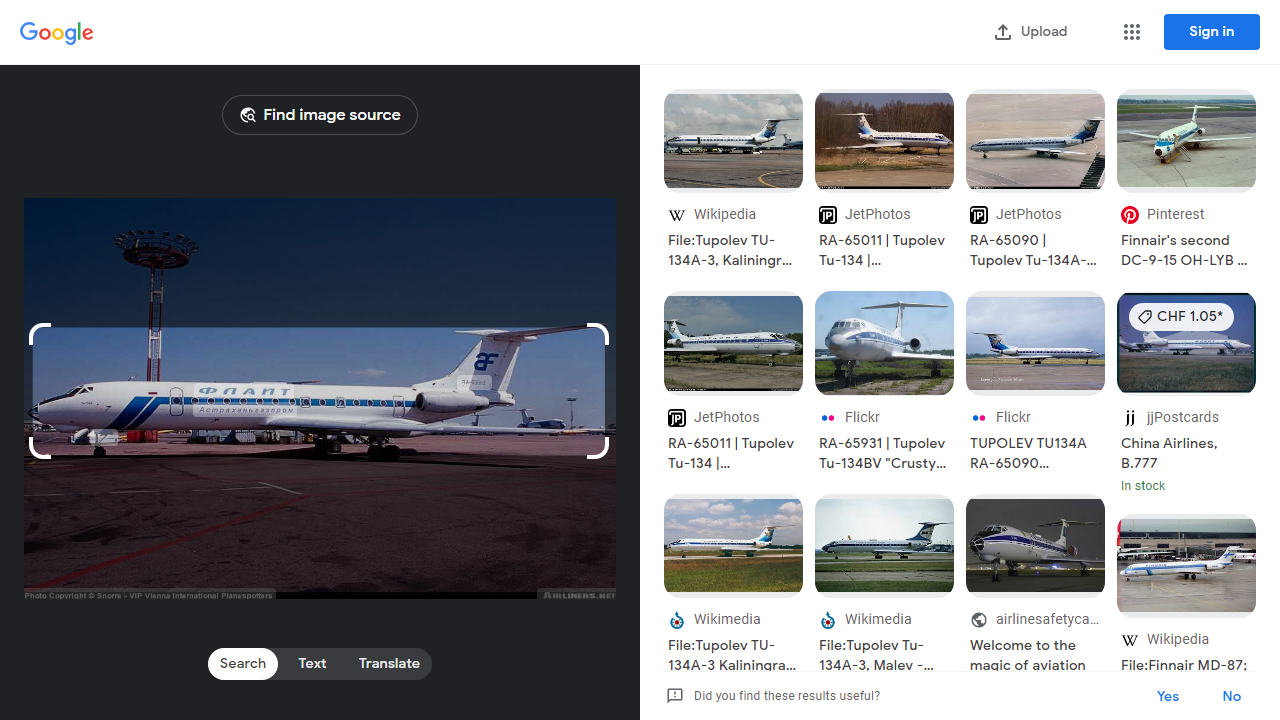 Google
Upload
Sign in
Find image source
ФЛАПТ
Астраханьгазпром
Photo Copyright © Snorre - VIP Vienna International Planespotters
AIRLINERS.NET
Search
Text
Translate
Wikipedia
File:Tupolev TU-
134A-3, Kaliningr...
JetPhotos
RA-65011 | Tupolev
Tu-134 |...
JetPhotos
RA-65090 |
Tupolev Tu-134A-...
Pinterest
Finnair's second
DC-9-15 OH-LYB ...
JetPhotos
RA-65011 | Tupolev
Tu-134 |...
Flickr
RA-65931 | Tupolev
Tu-134BV "Crusty...
Flickr
TUPOLEV TU134A
RA-65090...
CHF 1.05*
jjPostcards
China Airlines,
B.777
In stock
Wikimedia
File:Tupolev TU-
134A-3 Kaliningra...
Wikimedia
File:Tupolev Tu-
134A-3, Malev -...
airlinesafetyca...
Welcome to the
magic of aviation
Wikipedia
File:Finnair MD-87;
Did you find these results useful?
Yes
No